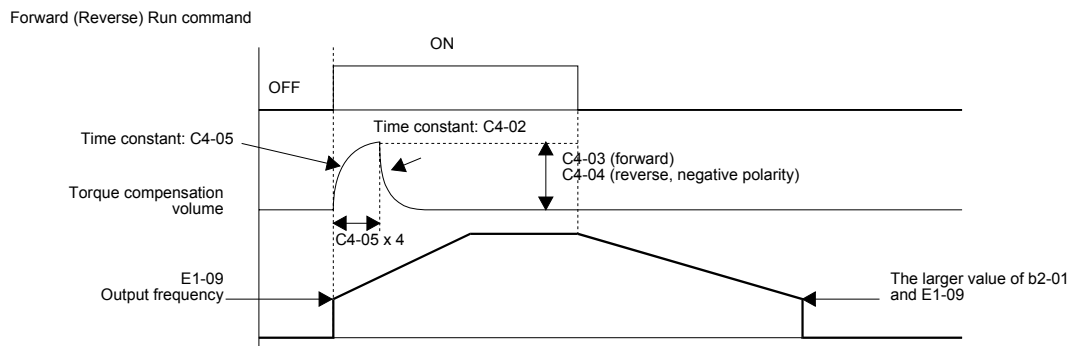 Forward (Reverse) Run command
ON
OFF
Time constant: C4-05
Time constant: C4-02
C4-03 (forward)
C4-04 (reverse, negative polarity)
Torque compensation
volume
C4-05 x 4
E1-09
Output frequency
The larger value of b2-01
and E1-09